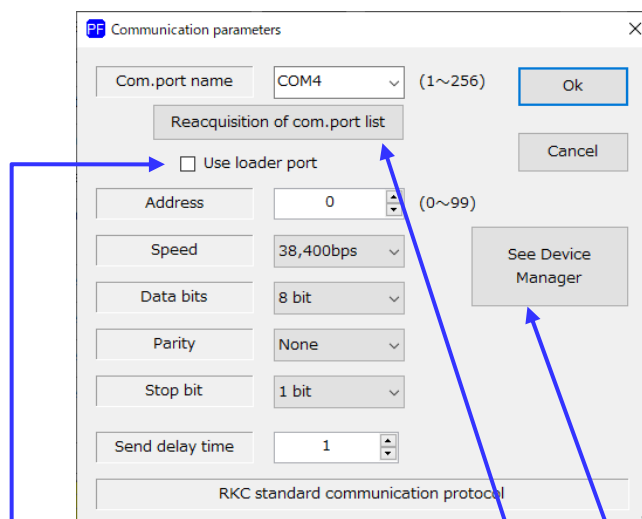 PF Communication parameters
Com.port name COM4 (1～256) Ok
Reacquisition of com.port list
Use loader port Cancel
Address 0 (0～99)
Speed 38,400bps See Device
Manager
Data bits 8 bit
Parity None
Stop bit 1 bit
Send delay time 1
RKC standard communication protocol